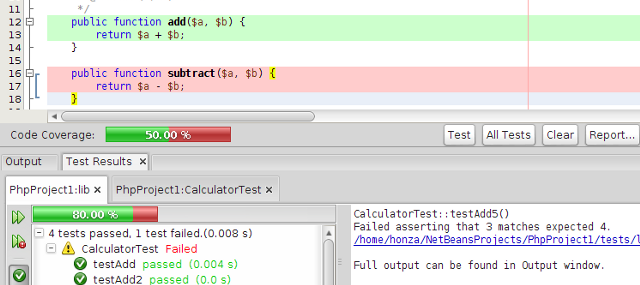 11 */
12 public function add($a, $b) {
13 return $a + $b;
14 }
15
16 public function subtract($a, $b) {
17 return $a - $b;
18 }
Code Coverage: 50.00 % Test All Tests Clear Report...
Output Test Results ×
PhpProject1:lib × PhpProject1:CalculatorTest ×
80.00 %
4 tests passed, 1 test failed.(0.008 s)
CalculatorTest Failed
testAdd passed (0.004 s)
testAdd2 passed (0.0 s)
CalculatorTest::testAdd5()
Failed asserting that 3 matches expected 4.
/home/honza/NetBeansProjects/PhpProject1/tests/l
Full output can be found in Output window.